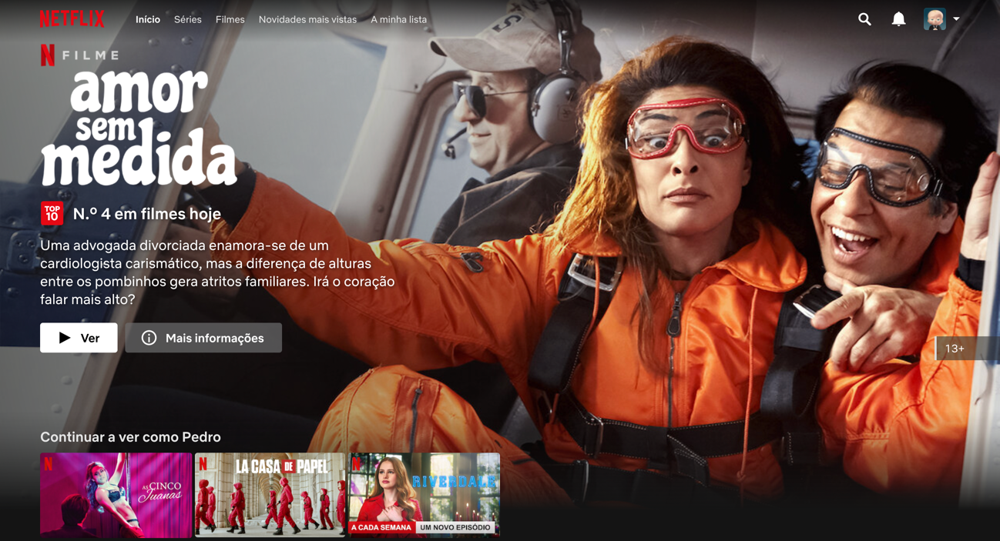 NETFLIX
Início Séries Filmes Novidades mais vistas A minha lista
N FILME
amor
sem
medida
TOP
10
N.º 4 em filmes hoje
Uma advogada divorciada enamora-se de um
cardiologista carismático, mas a diferença de alturas
entre os pombinhos gera atritos familiares. Irá o coração
falar mais alto?
Ver
Mais informações
13+
Continuar a ver como Pedro
N
AS CINCO
Juanas
N
LA CASA DE PAPEL
N
RIVERDALE
A CADA SEMANA UM NOVO EPISÓDIO